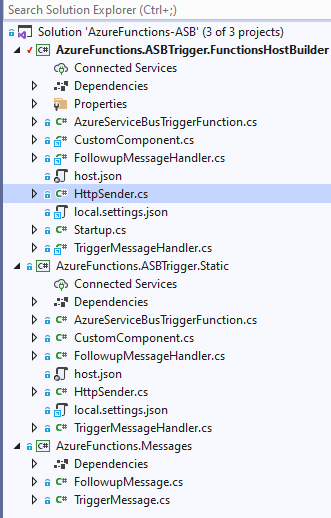 Search Solution Explorer (Ctrl+;)
Solution 'AzureFunctions-ASB' (3 of 3 projects)
C# AzureFunctions.ASBTrigger.FunctionsHostBuilder
Connected Services
Dependencies
Properties
C# AzureServiceBusTriggerFunction.cs
C# CustomComponent.cs
C# FollowupMessageHandler.cs
host.json
C# HttpSender.cs
local.settings.json
C# Startup.cs
C# TriggerMessageHandler.cs
C# AzureFunctions.ASBTrigger.Static
Connected Services
Dependencies
C# AzureServiceBusTriggerFunction.cs
C# CustomComponent.cs
C# FollowupMessageHandler.cs
host.json
C# HttpSender.cs
local.settings.json
C# TriggerMessageHandler.cs
C# AzureFunctions.Messages
Dependencies
C# FollowupMessage.cs
C# TriggerMessage.cs